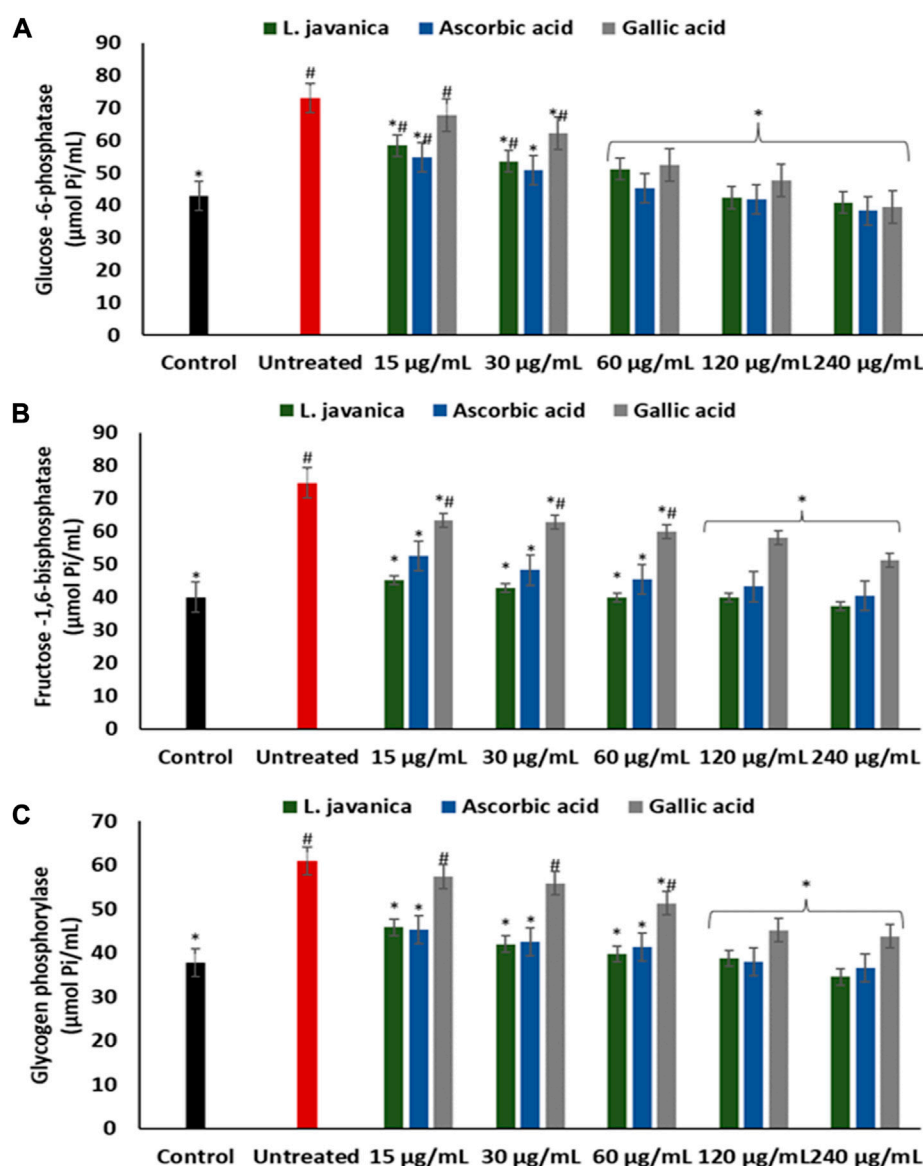 A
L. javanica Ascorbic acid Gallic acid
Glucose -6-phosphatase
(µmol Pi/mL)
90
80
70
60
50
40
30
20
10
0
*
#
*# *# #
*# * *#
*
Control Untreated 15 µg/mL 30 µg/mL 60 µg/mL 120 µg/mL 240 µg/mL
B
L. javanica Ascorbic acid Gallic acid
Fructose -1,6-bisphosphatase
(µmol Pi/mL)
90
80
70
60
50
40
30
20
10
0
*
#
* * *#
* * *#
* * *#
*
Control Untreated 15 µg/mL 30 µg/mL 60 µg/mL 120 µg/mL 240 µg/mL
C
L. javanica Ascorbic acid Gallic acid
Glycogen phosphorylase
(µmol Pi/mL)
70
60
50
40
30
20
10
0
*
#
* * #
* * #
* * *#
*
Control Untreated 15 µg/mL 30 µg/mL 60 µg/mL 120 µg/mL 240 µg/mL